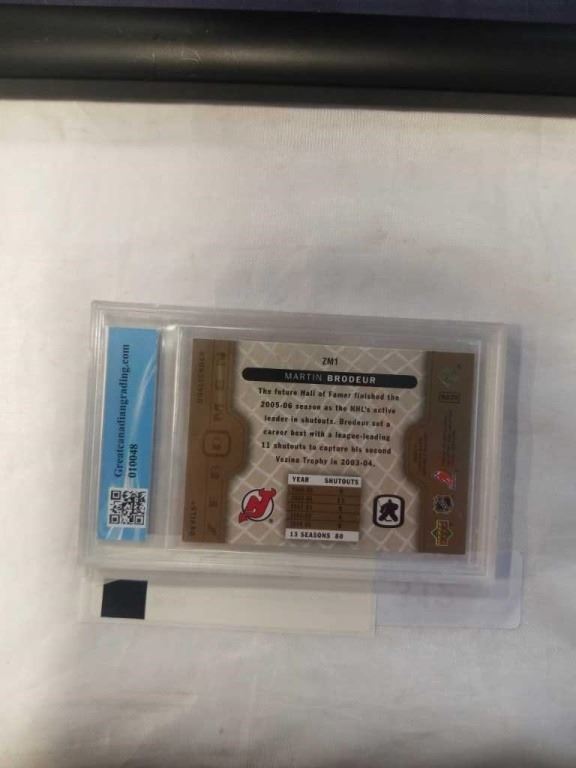 Greatcanadiangrading.com
010048
ZM1
MARTIN BRODEUR
The future Hall of Famer finished the
2005-06 season as the NHL's active
leader in shutouts. Brodeur set a
career best with a league-leading
11 shutouts to capture his second
Vezina Trophy in 2003-04.
YEAR SHUTOUTS
13 SEASONS 80
GOALTENDER
DEVILS